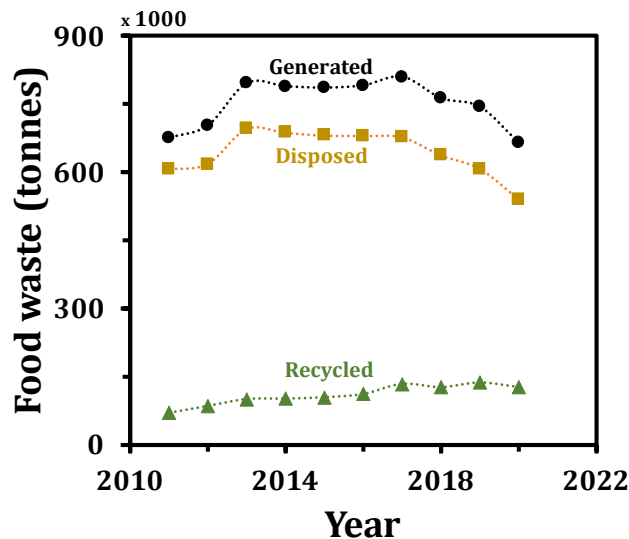 x 1000
900
Generated
600
Disposed
300
Recycled
0
2010
2014
2018
2022
Year
Food waste (tonnes)